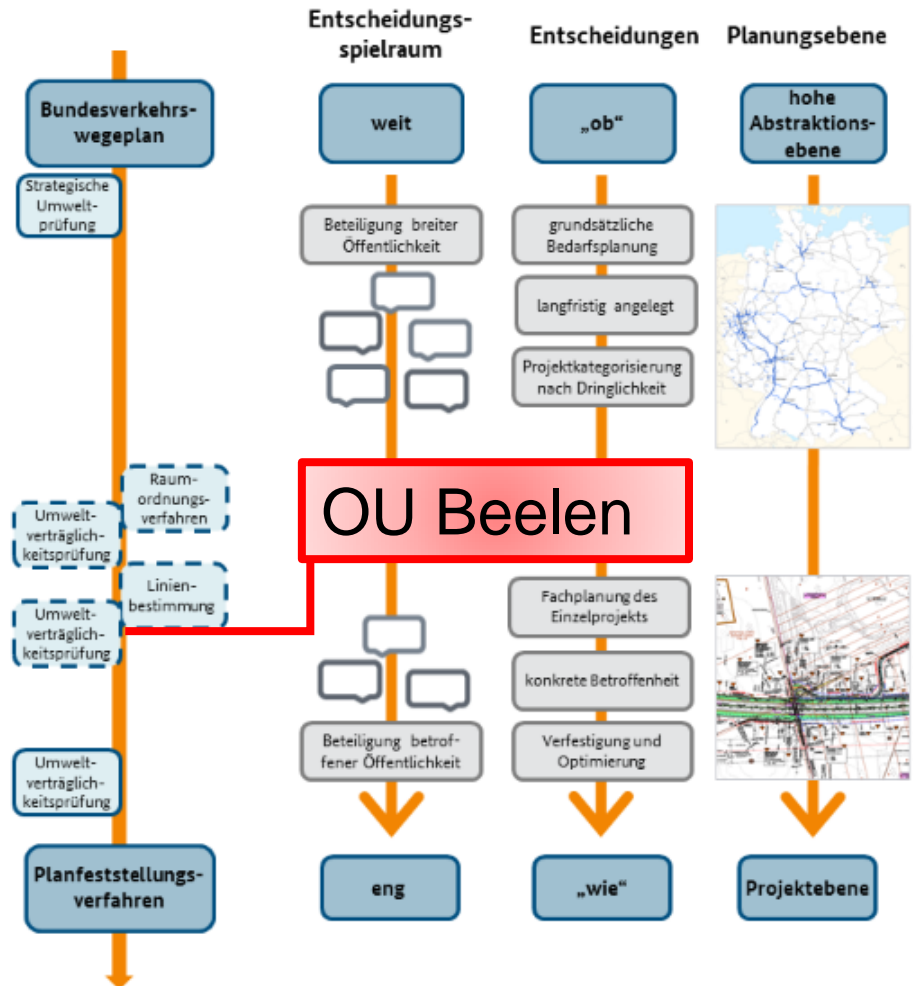 Entscheidungs-
spielraum
Entscheidungen
Planungsebene
Bundesverkehrs-
wegeplan
weit
„ob“
hohe
Abstraktions-
ebene
Strategische
Umwelt-
prüfung
Beteiligung breiter
Öffentlichkeit
grundsätzliche
Bedarfsplanung
langfristig angelegt
Projektkategorisierung
nach Dringlichkeit
Raum-
ordnungs-
verfahren
Umwelt-
verträglich-
keitsprüfung
OU Beelen
Linien-
bestimmung
Umwelt-
verträglich-
keitsprüfung
Fachplanung des
Einzelprojekts
konkrete Betroffenheit
Beteiligung betrof-
fener Öffentlichkeit
Verfestigung und
Optimierung
Umwelt-
verträglich-
keitsprüfung
Planfeststellungs-
verfahren
eng
„wie“
Projektebene